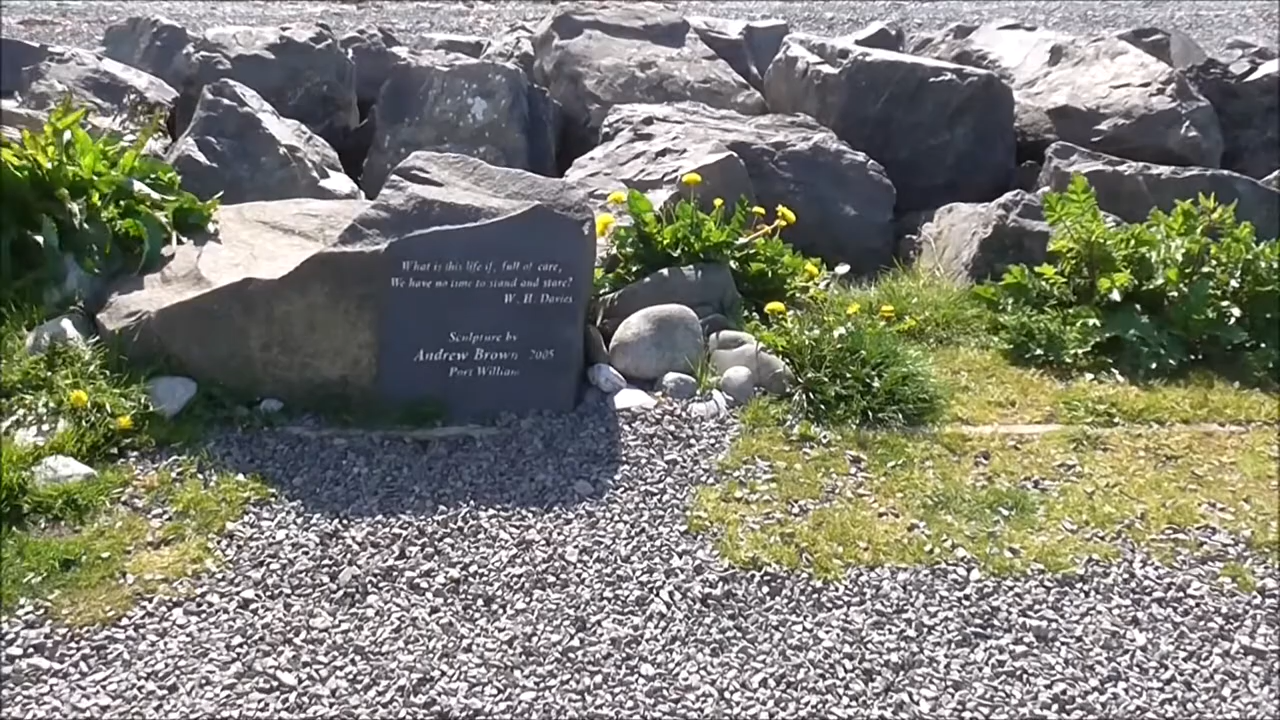 What is this life if, full of care,
We have no time to stand and stare?
W. H. Davies
Sculpture by
Andrew Brown 2005
Port William